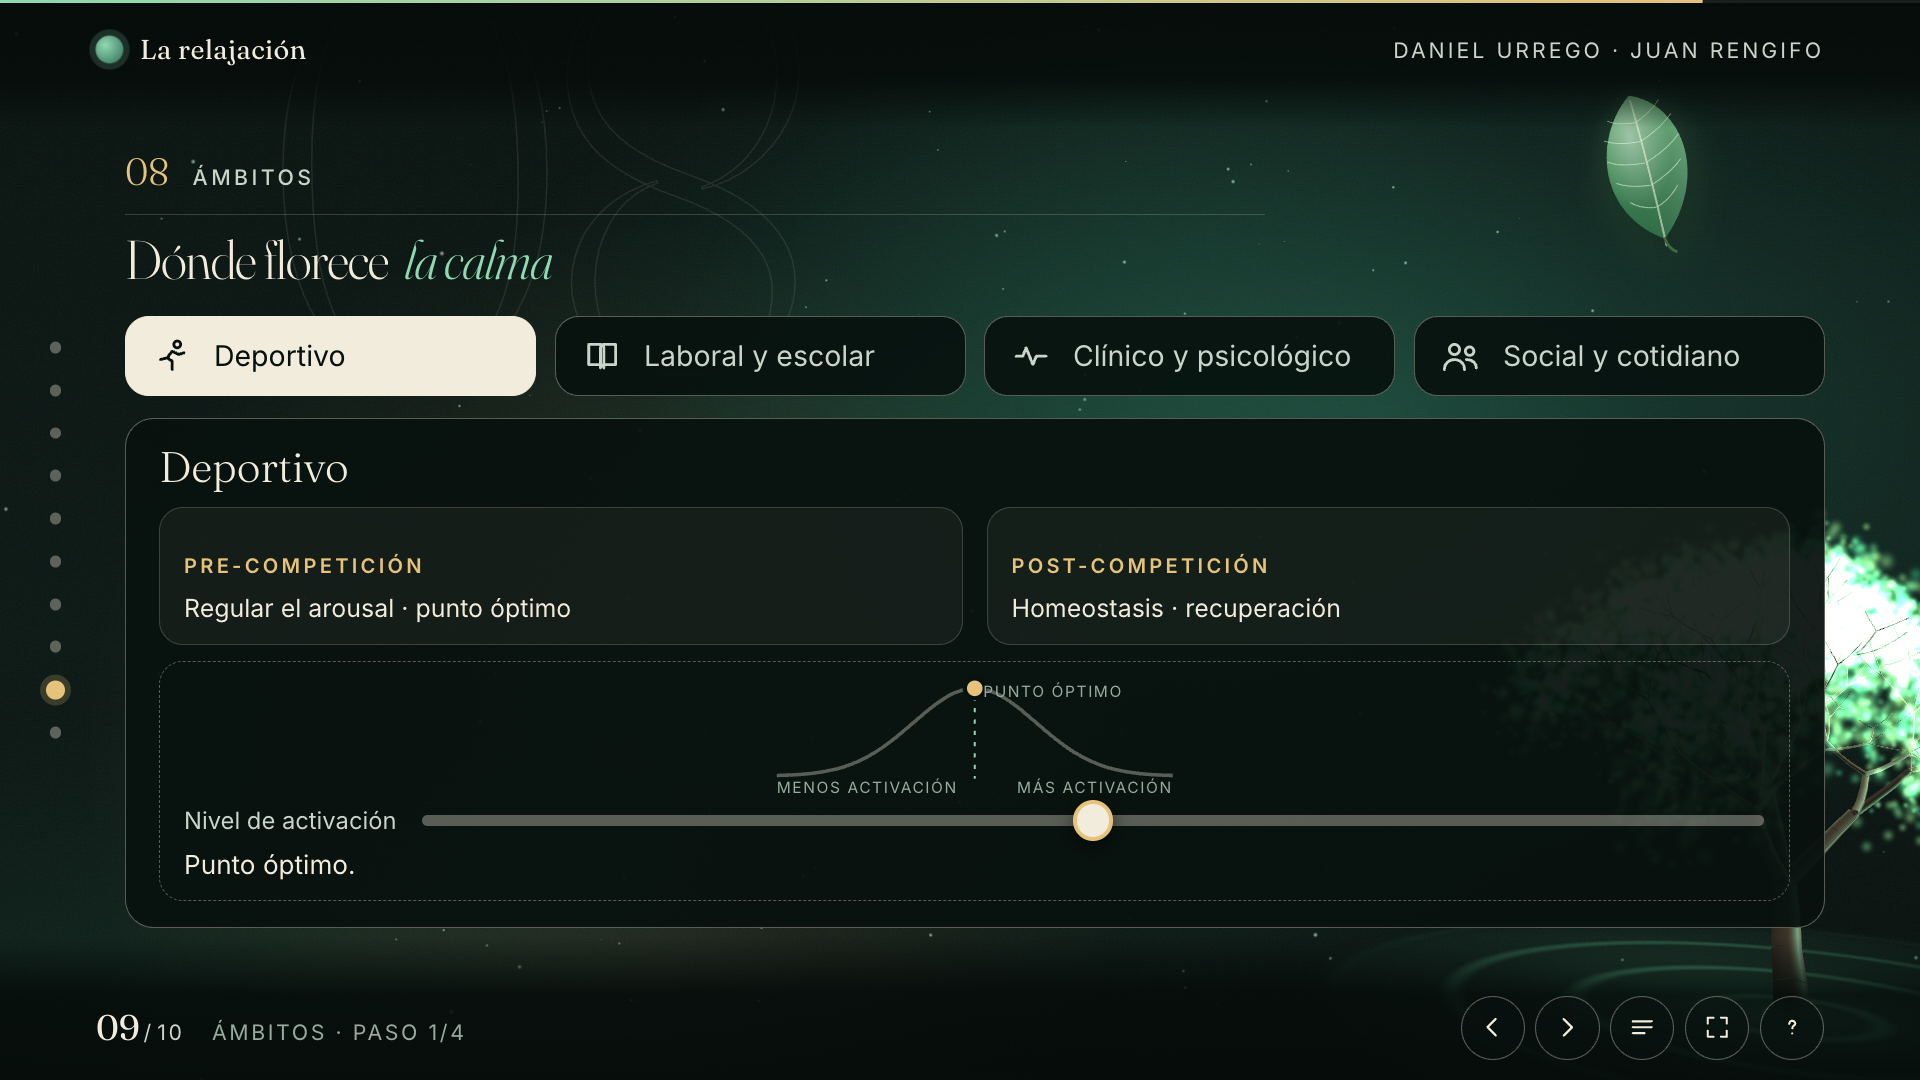 La relajación
DANIEL URREGO · JUAN RENGIFO
08
08 ÁMBITOS
Dónde florece la calma
Deportivo
Laboral y escolar
Clínico y psicológico
Social y cotidiano
Deportivo
PRE-COMPETICIÓN
Regular el arousal · punto óptimo
POST-COMPETICIÓN
Homeostasis · recuperación
PUNTO ÓPTIMO
MENOS ACTIVACIÓN
MÁS ACTIVACIÓN
Nivel de activación
Punto óptimo.
09 / 10 ÁMBITOS · PASO 1/4
?